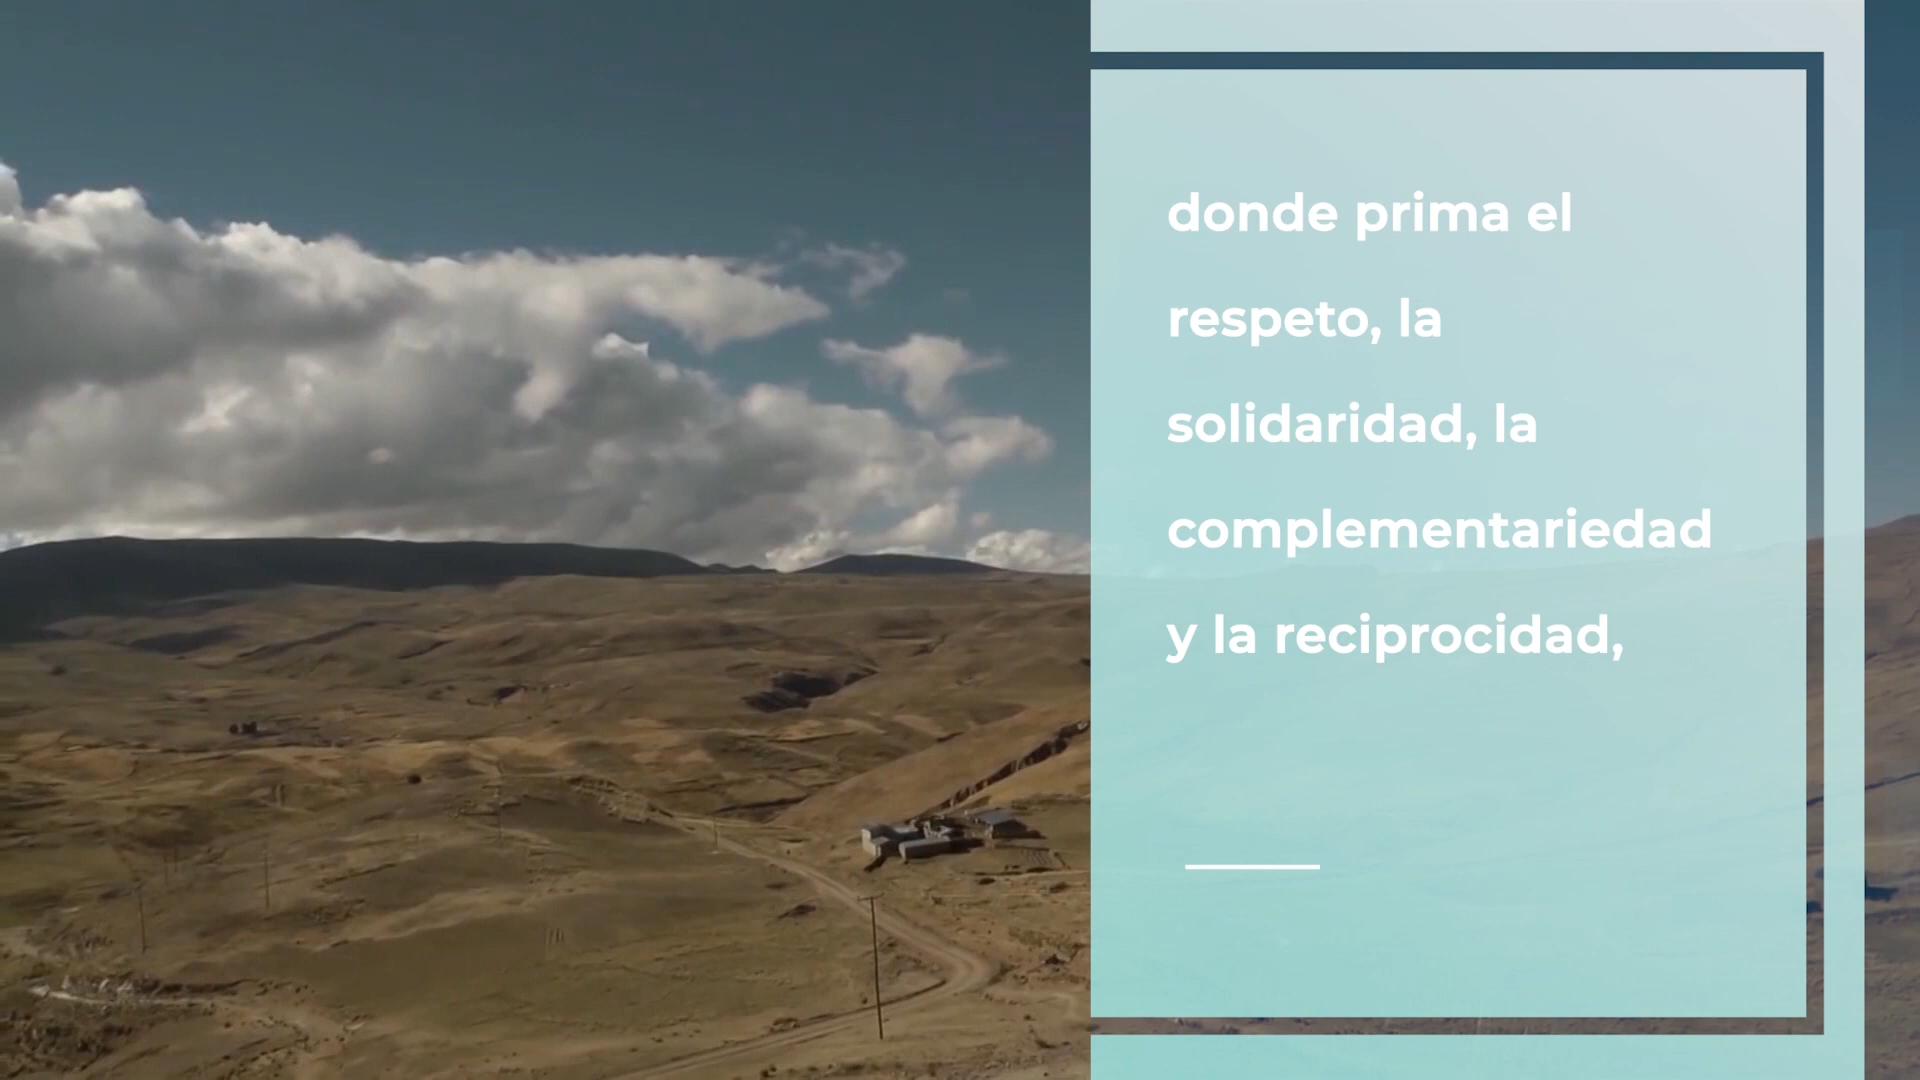 donde prima el
respeto, la
solidaridad, la
complementariedad
y la reciprocidad,